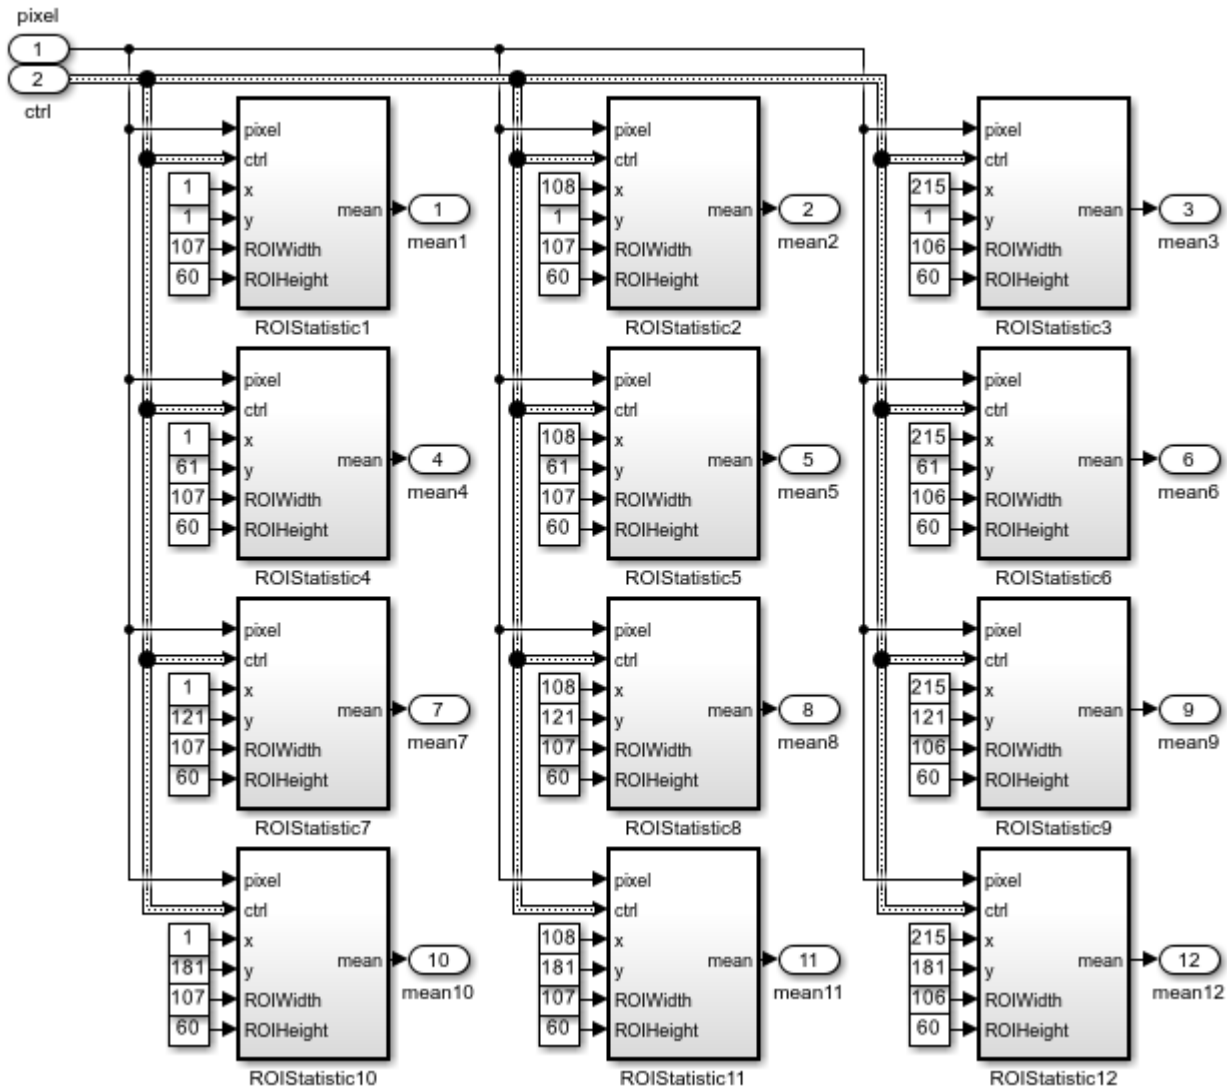 pixel
1
2
ctrl
pixel
ctrl
1 x
1 y
107 ROIWidth
60 ROIHeight
mean 1
mean1
ROIStatistic1
pixel
ctrl
108 x
1 y
107 ROIWidth
60 ROIHeight
mean 2
mean2
ROIStatistic2
pixel
ctrl
215 x
1 y
106 ROIWidth
60 ROIHeight
mean 3
mean3
ROIStatistic3
pixel
ctrl
1 x
61 y
107 ROIWidth
60 ROIHeight
mean 4
mean4
ROIStatistic4
pixel
ctrl
108 x
61 y
107 ROIWidth
60 ROIHeight
mean 5
mean5
ROIStatistic5
pixel
ctrl
215 x
61 y
106 ROIWidth
60 ROIHeight
mean 6
mean6
ROIStatistic6
pixel
ctrl
1 x
121 y
107 ROIWidth
60 ROIHeight
mean 7
mean7
ROIStatistic7
pixel
ctrl
108 x
121 y
107 ROIWidth
60 ROIHeight
mean 8
mean8
ROIStatistic8
pixel
ctrl
215 x
121 y
106 ROIWidth
60 ROIHeight
mean 9
mean9
ROIStatistic9
pixel
ctrl
1 x
181 y
107 ROIWidth
60 ROIHeight
mean 10
mean10
ROIStatistic10
pixel
ctrl
108 x
181 y
107 ROIWidth
60 ROIHeight
mean 11
mean11
ROIStatistic11
pixel
ctrl
215 x
181 y
106 ROIWidth
60 ROIHeight
mean 12
mean12
ROIStatistic12